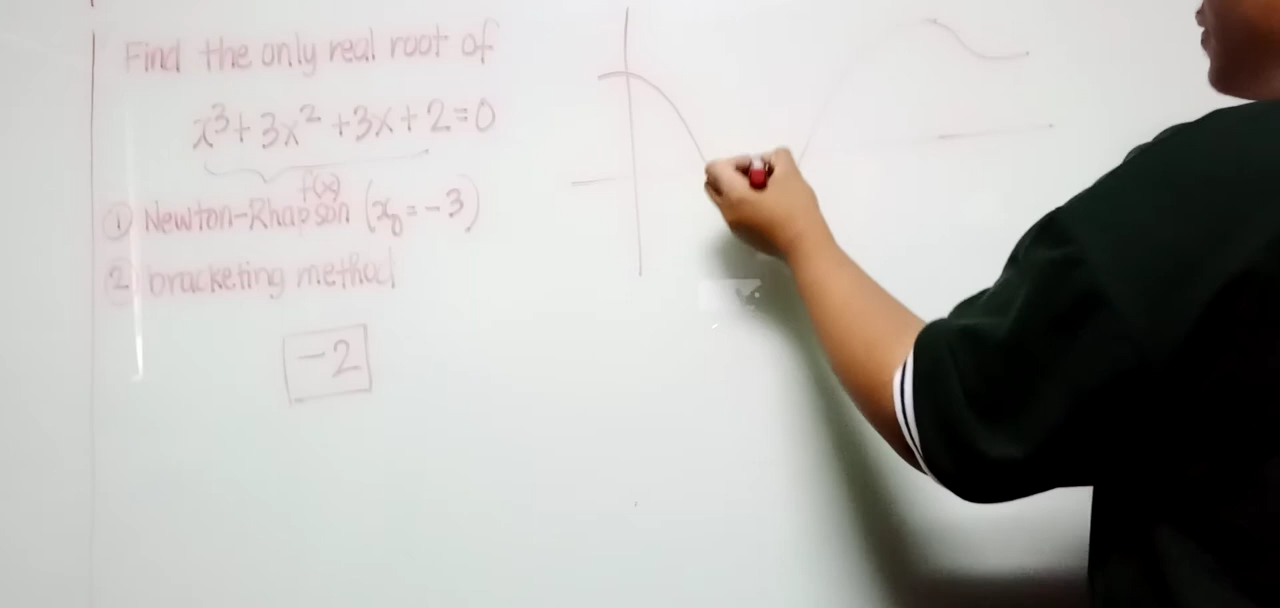 Find the only real root of
x³ + 3x² + 3x + 2 = 0
f(x)
① Newton-Rhapson (x₀ = -3)
② bracketing method
-2